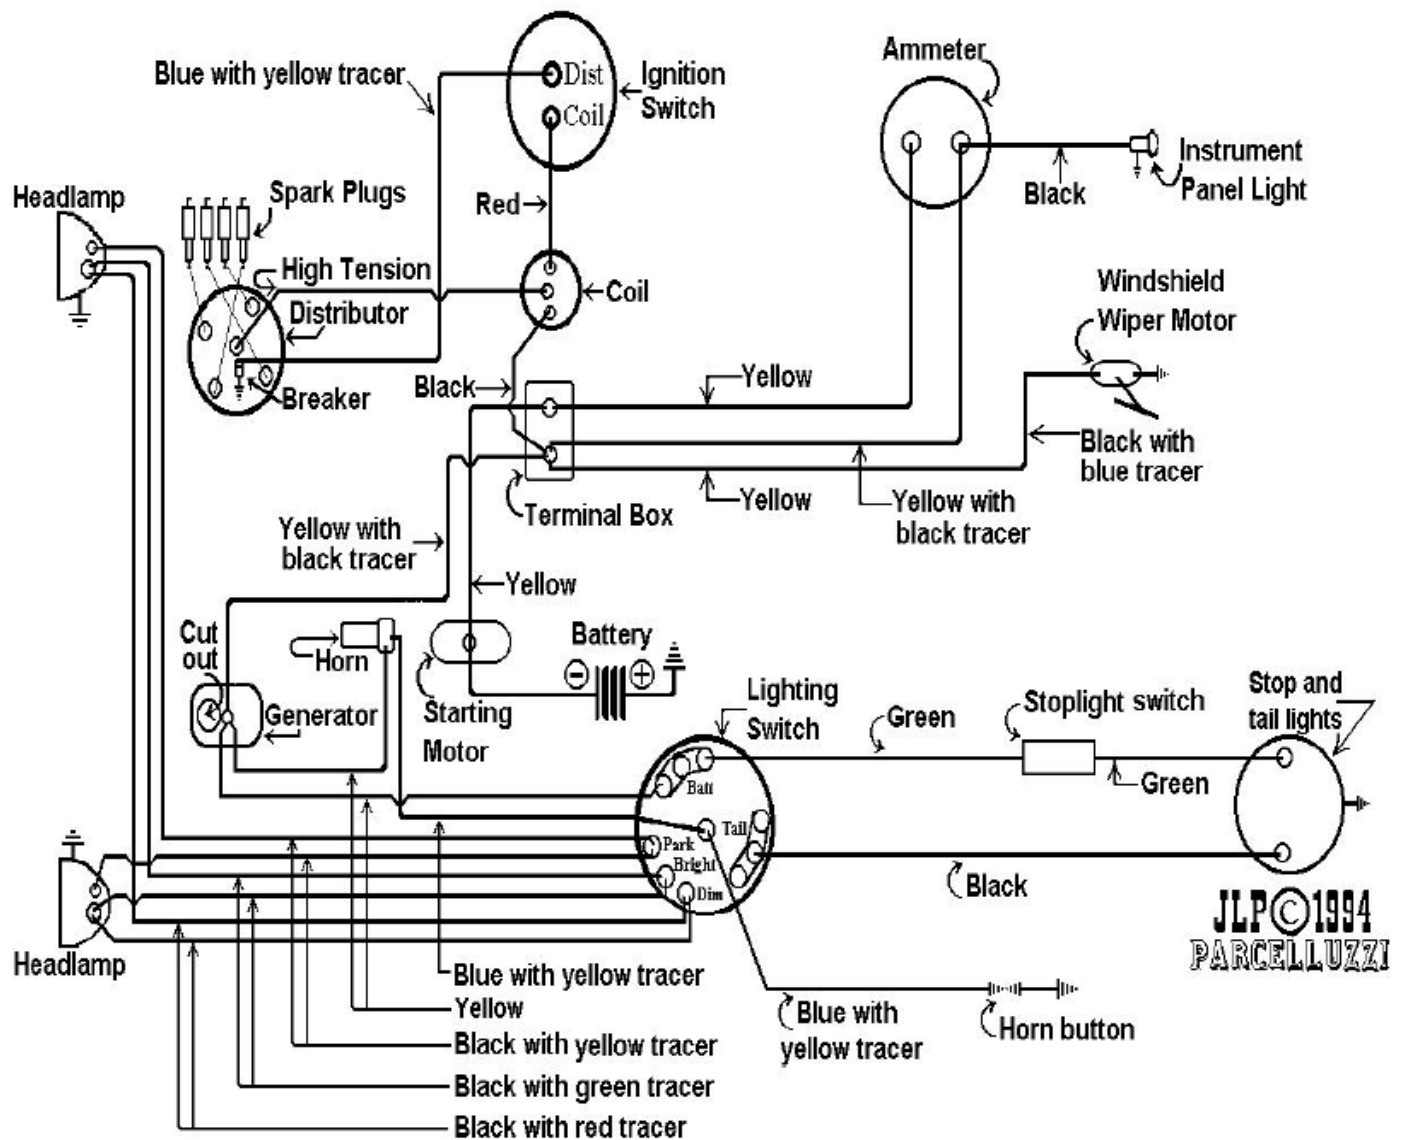 Ammeter
Blue with yellow tracer
Dist
Coil
Ignition
Switch
Instrument
Panel Light
Black
Headlamp
Spark Plugs
Red
High Tension
Distributor
Coil
Windshield
Wiper Motor
Breaker
Black
Yellow
Black with
blue tracer
Yellow
Yellow with
black tracer
Terminal Box
Yellow with
black tracer
Yellow
Cut
out
Horn
Battery
- +
Generator
Starting
Motor
Lighting
Switch
Green
Stoplight switch
Stop and
tail lights
Green
Batt
Tail
Park
Bright
Dim
Black
JLP©1994
PARCELLUZZI
Headlamp
Blue with yellow tracer
Yellow
Blue with
yellow tracer
Horn button
Black with yellow tracer
Black with green tracer
Black with red tracer